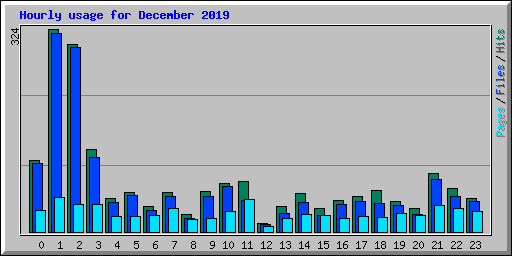 Hourly usage for December 2019
324
Pages/Files/Hits
0 1 2 3 4 5 6 7 8 9 10 11 12 13 14 15 16 17 18 19 20 21 22 23